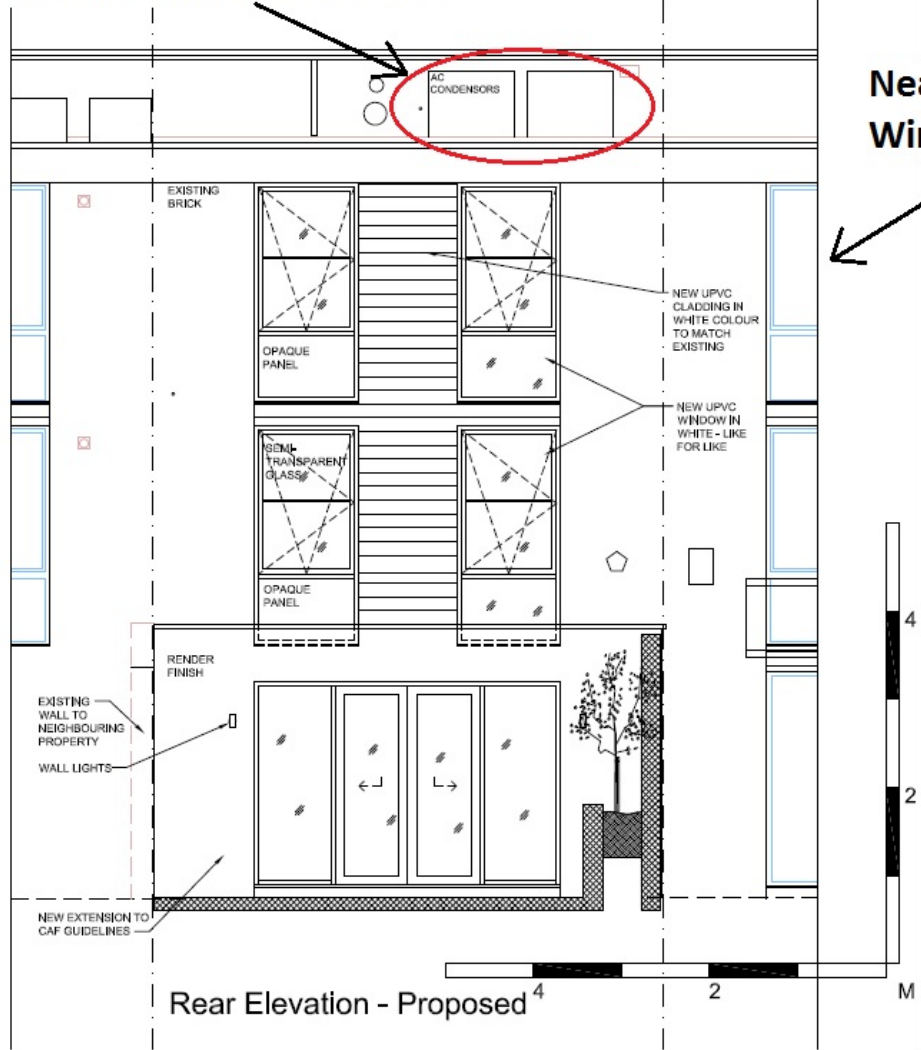 AC
CONDENSORS
EXISTING
BRICK
NEW UPVC
CLADDING IN
WHITE COLOUR
TO MATCH
EXISTING
OPAQUE
PANEL
NEW UPVC
WINDOW IN
WHITE - LIKE
FOR LIKE
SEMI-
TRANSPARENT
GLASS
OPAQUE
PANEL
4
RENDER
FINISH
EXISTING
WALL TO
NEIGHBOURING
PROPERTY
WALL LIGHTS
2
NEW EXTENSION TO
CAF GUIDELINES
Rear Elevation - Proposed
4
2
M